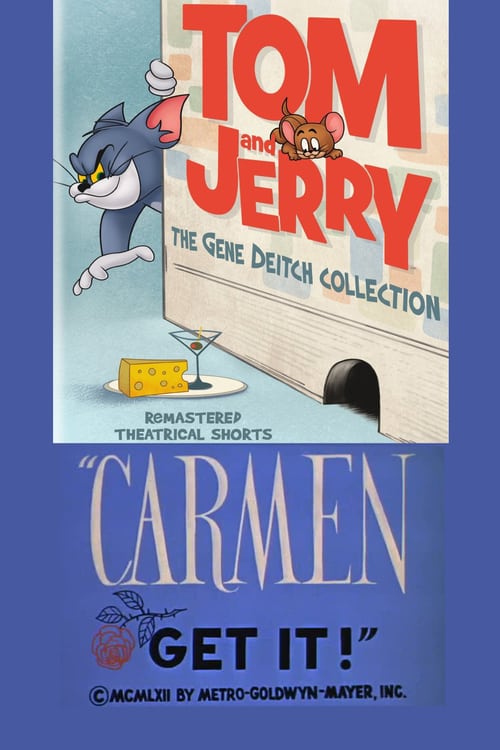 TOM
and
JERRY
THE GENE DEITCH COLLECTION
REMASTERED
THEATRICAL SHORTS
"CARMEN
GET IT!"
©MCMLXII BY METRO-GOLDWYN-MAYER, INC.